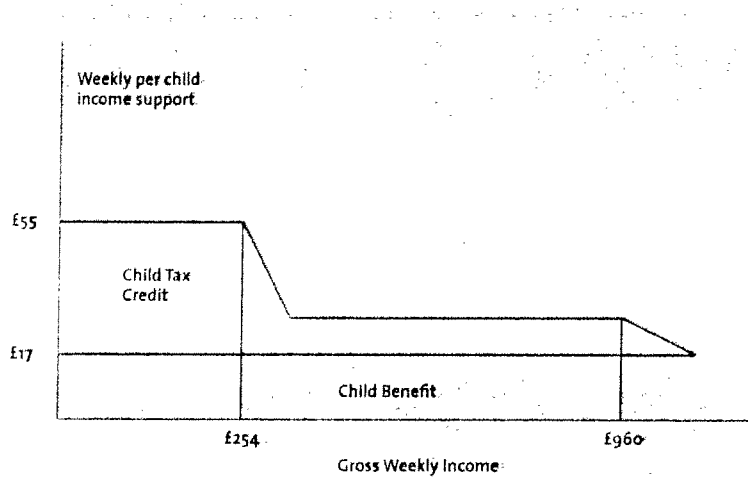 Weekly per child
income support
£55
Child Tax
Credit
£17
Child Benefit
£254
£960
Gross Weekly Income